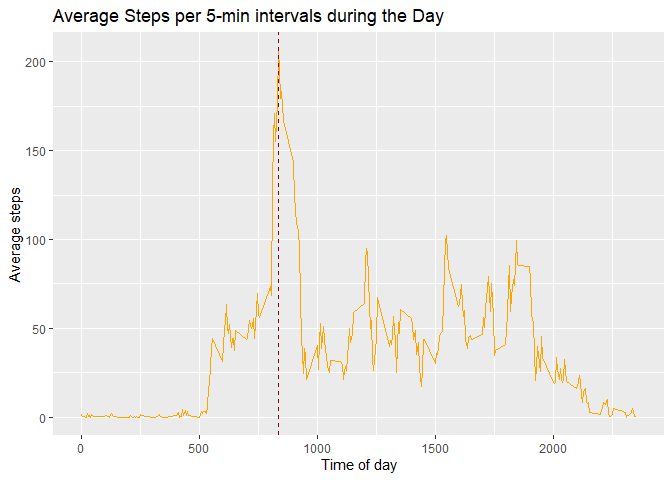 Average Steps per 5-min intervals during the Day
Average steps
200
150
100
50
0
0 500 1000 1500 2000
Time of day